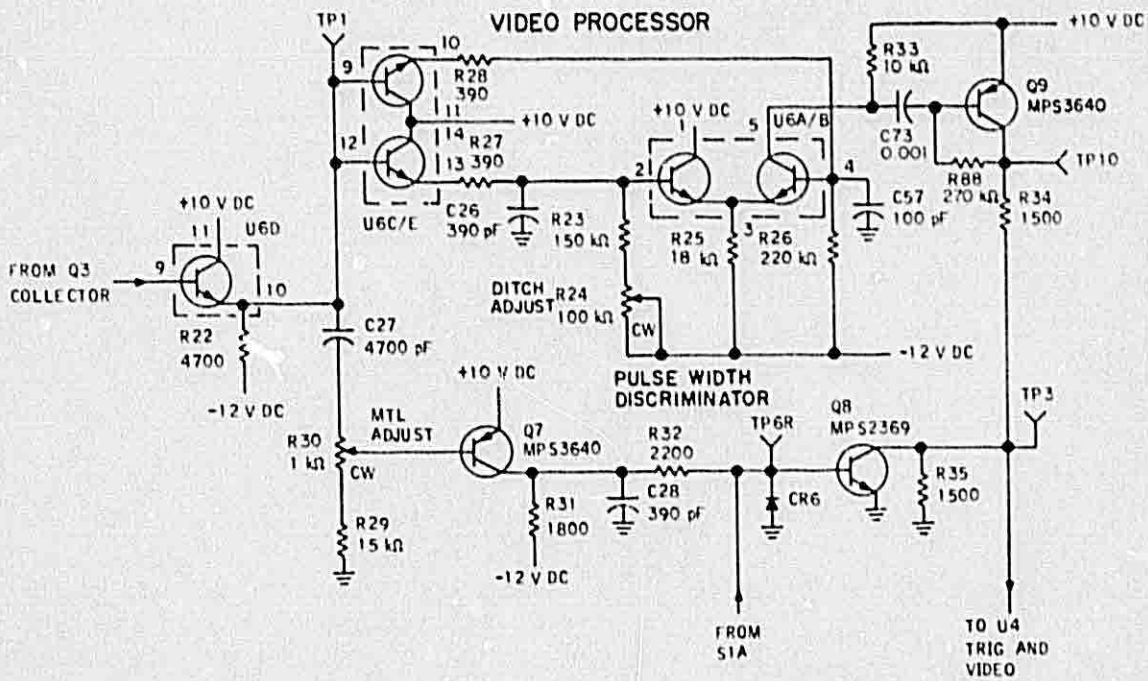 VIDEO PROCESSOR
TP1
10
9
R28
390
11
+10 V DC
14
12
R27
390
13
U6C/E
C26
390 pF
R23
150 kΩ
+10 V DC
1
5
U6A/B
2
4
3
R25
18 kΩ
R26
220 kΩ
C57
100 pF
+10 V DC
R33
10 kΩ
Q9
MPS3640
C73
0.001
TP10
R88
270 kΩ
R34
1500
+10 V DC
11
U6D
FROM Q3
COLLECTOR
9
10
R22
4700
-12 V DC
C27
4700 pF
DITCH
ADJUST
R24
100 kΩ
CW
-12 V DC
PULSE WIDTH
DISCRIMINATOR
+10 V DC
MTL
ADJUST
R30
1 kΩ
CW
R29
15 kΩ
Q7
MPS3640
R31
1800
-12 V DC
R32
2200
C28
390 pF
TP6R
CR6
Q8
MPS2369
TP3
R35
1500
FROM
S1A
TO U4
TRIG AND
VIDEO